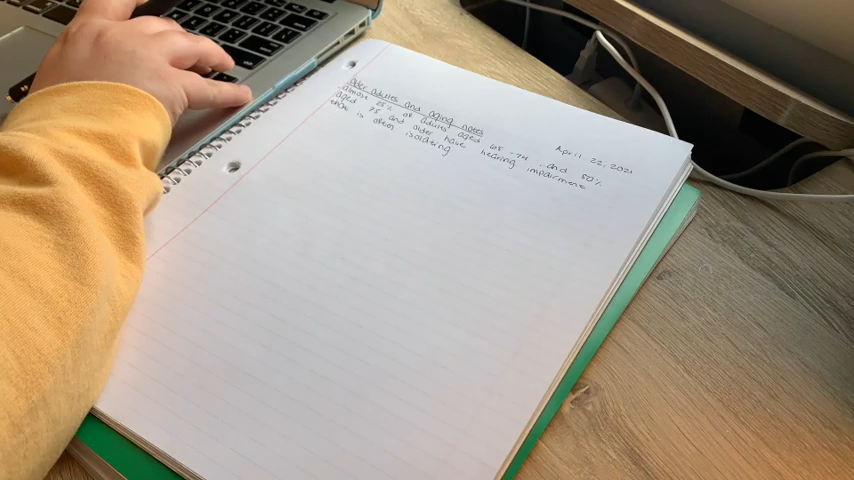 older adults and aging notes
April 22, 2021
almost 25% of adults aged 65-74, and 50%
aged 75 and older have hearing impairment
that is often isolating